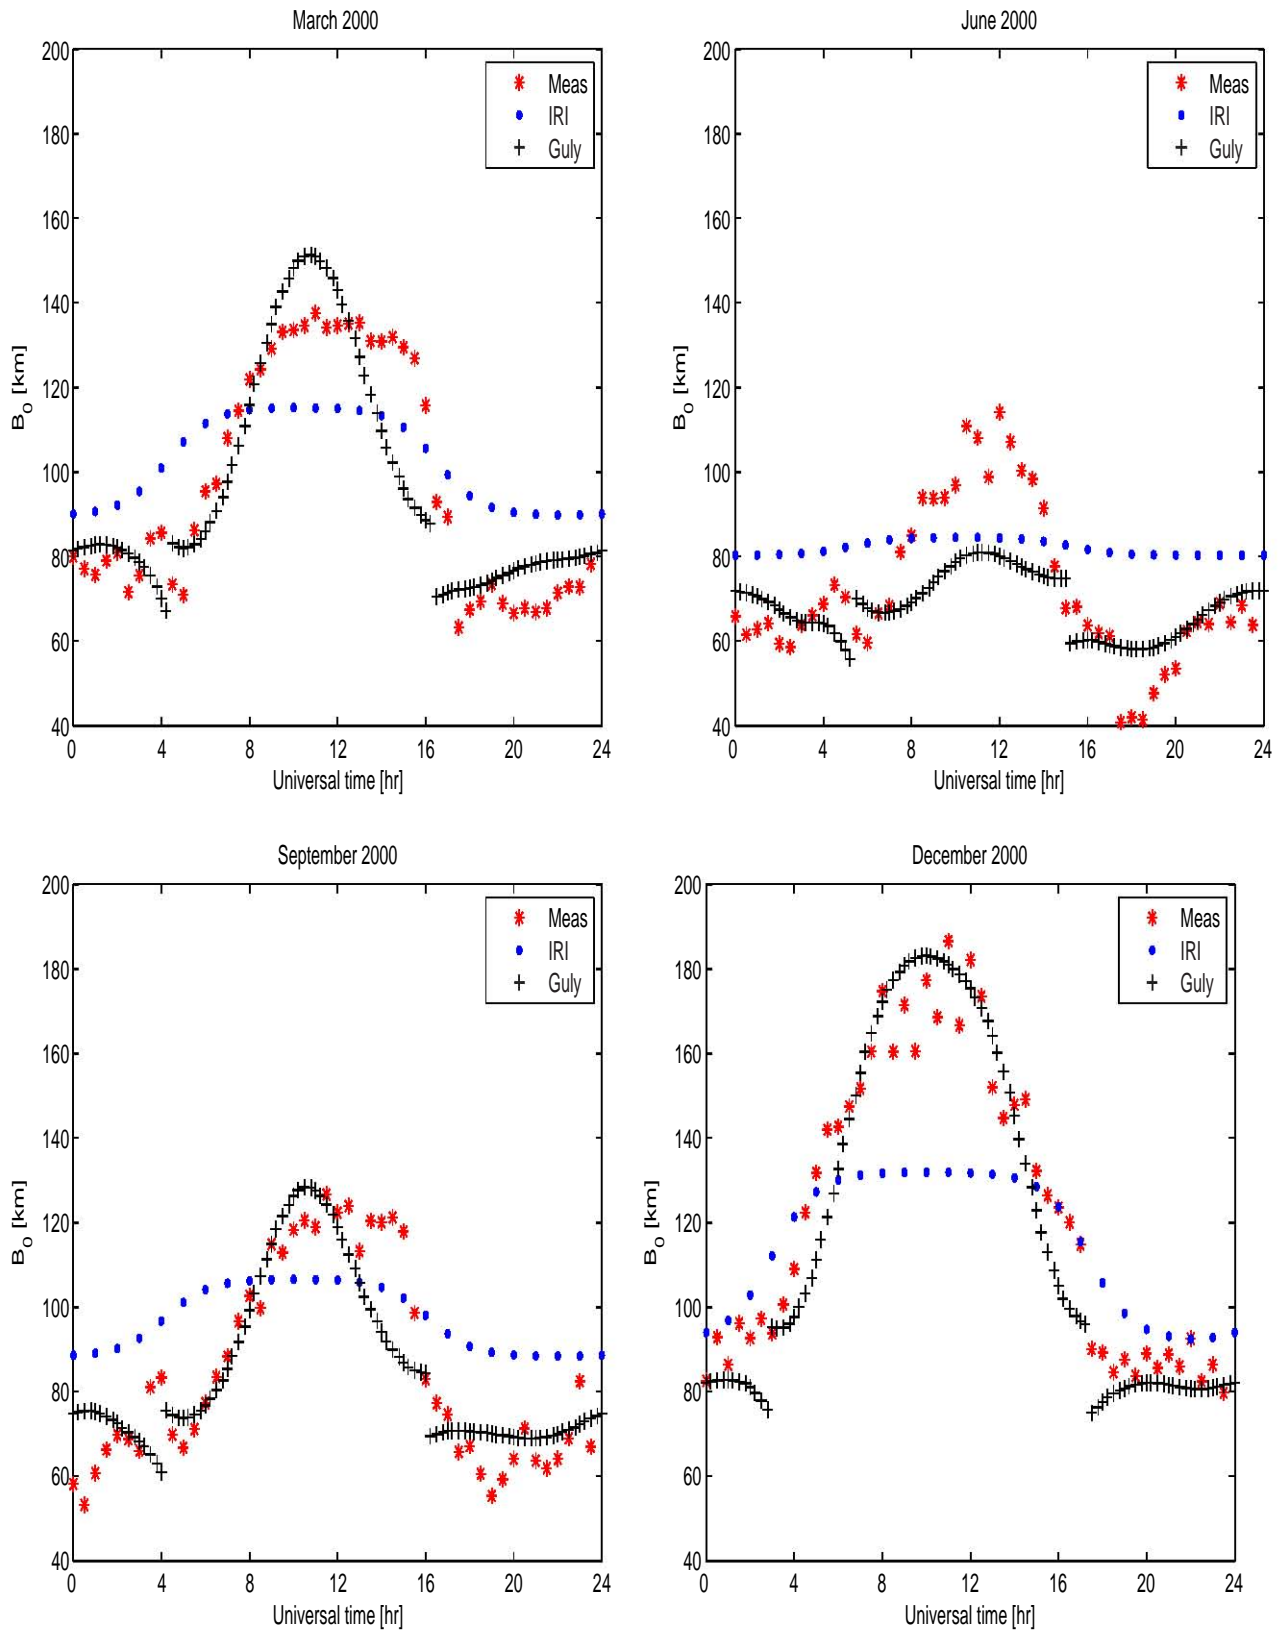 March 2000
200
180
160
140
120
100
80
60
40
B0 [km]
0 4 8 12 16 20 24
Universal time [hr]
Meas
IRI
Guly
June 2000
200
180
160
140
120
100
80
60
40
B0 [km]
0 4 8 12 16 20 24
Universal time [hr]
Meas
IRI
Guly
September 2000
200
180
160
140
120
100
80
60
40
B0 [km]
0 4 8 12 16 20 24
Universal time [hr]
Meas
IRI
Guly
December 2000
200
180
160
140
120
100
80
60
40
B0 [km]
0 4 8 12 16 20 24
Universal time [hr]
Meas
IRI
Guly